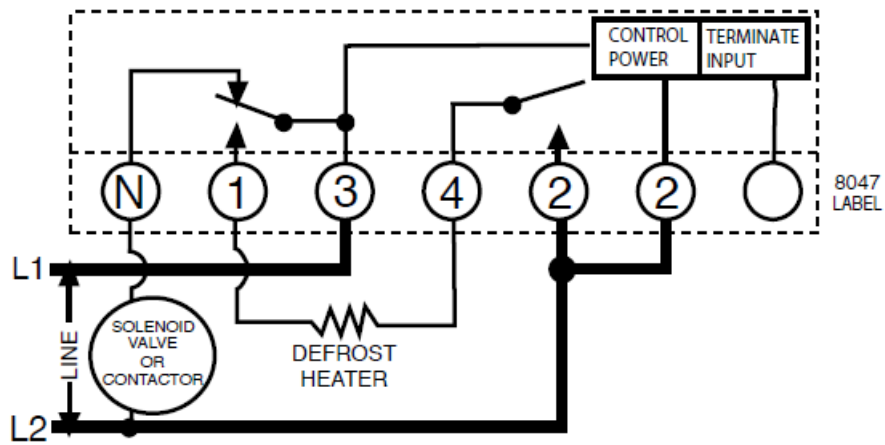 CONTROL
POWER
TERMINATE
INPUT
N
1
3
4
2
2
8047
LABEL
L1
LINE
SOLENOID
VALVE
OR
CONTACTOR
DEFROST
HEATER
L2